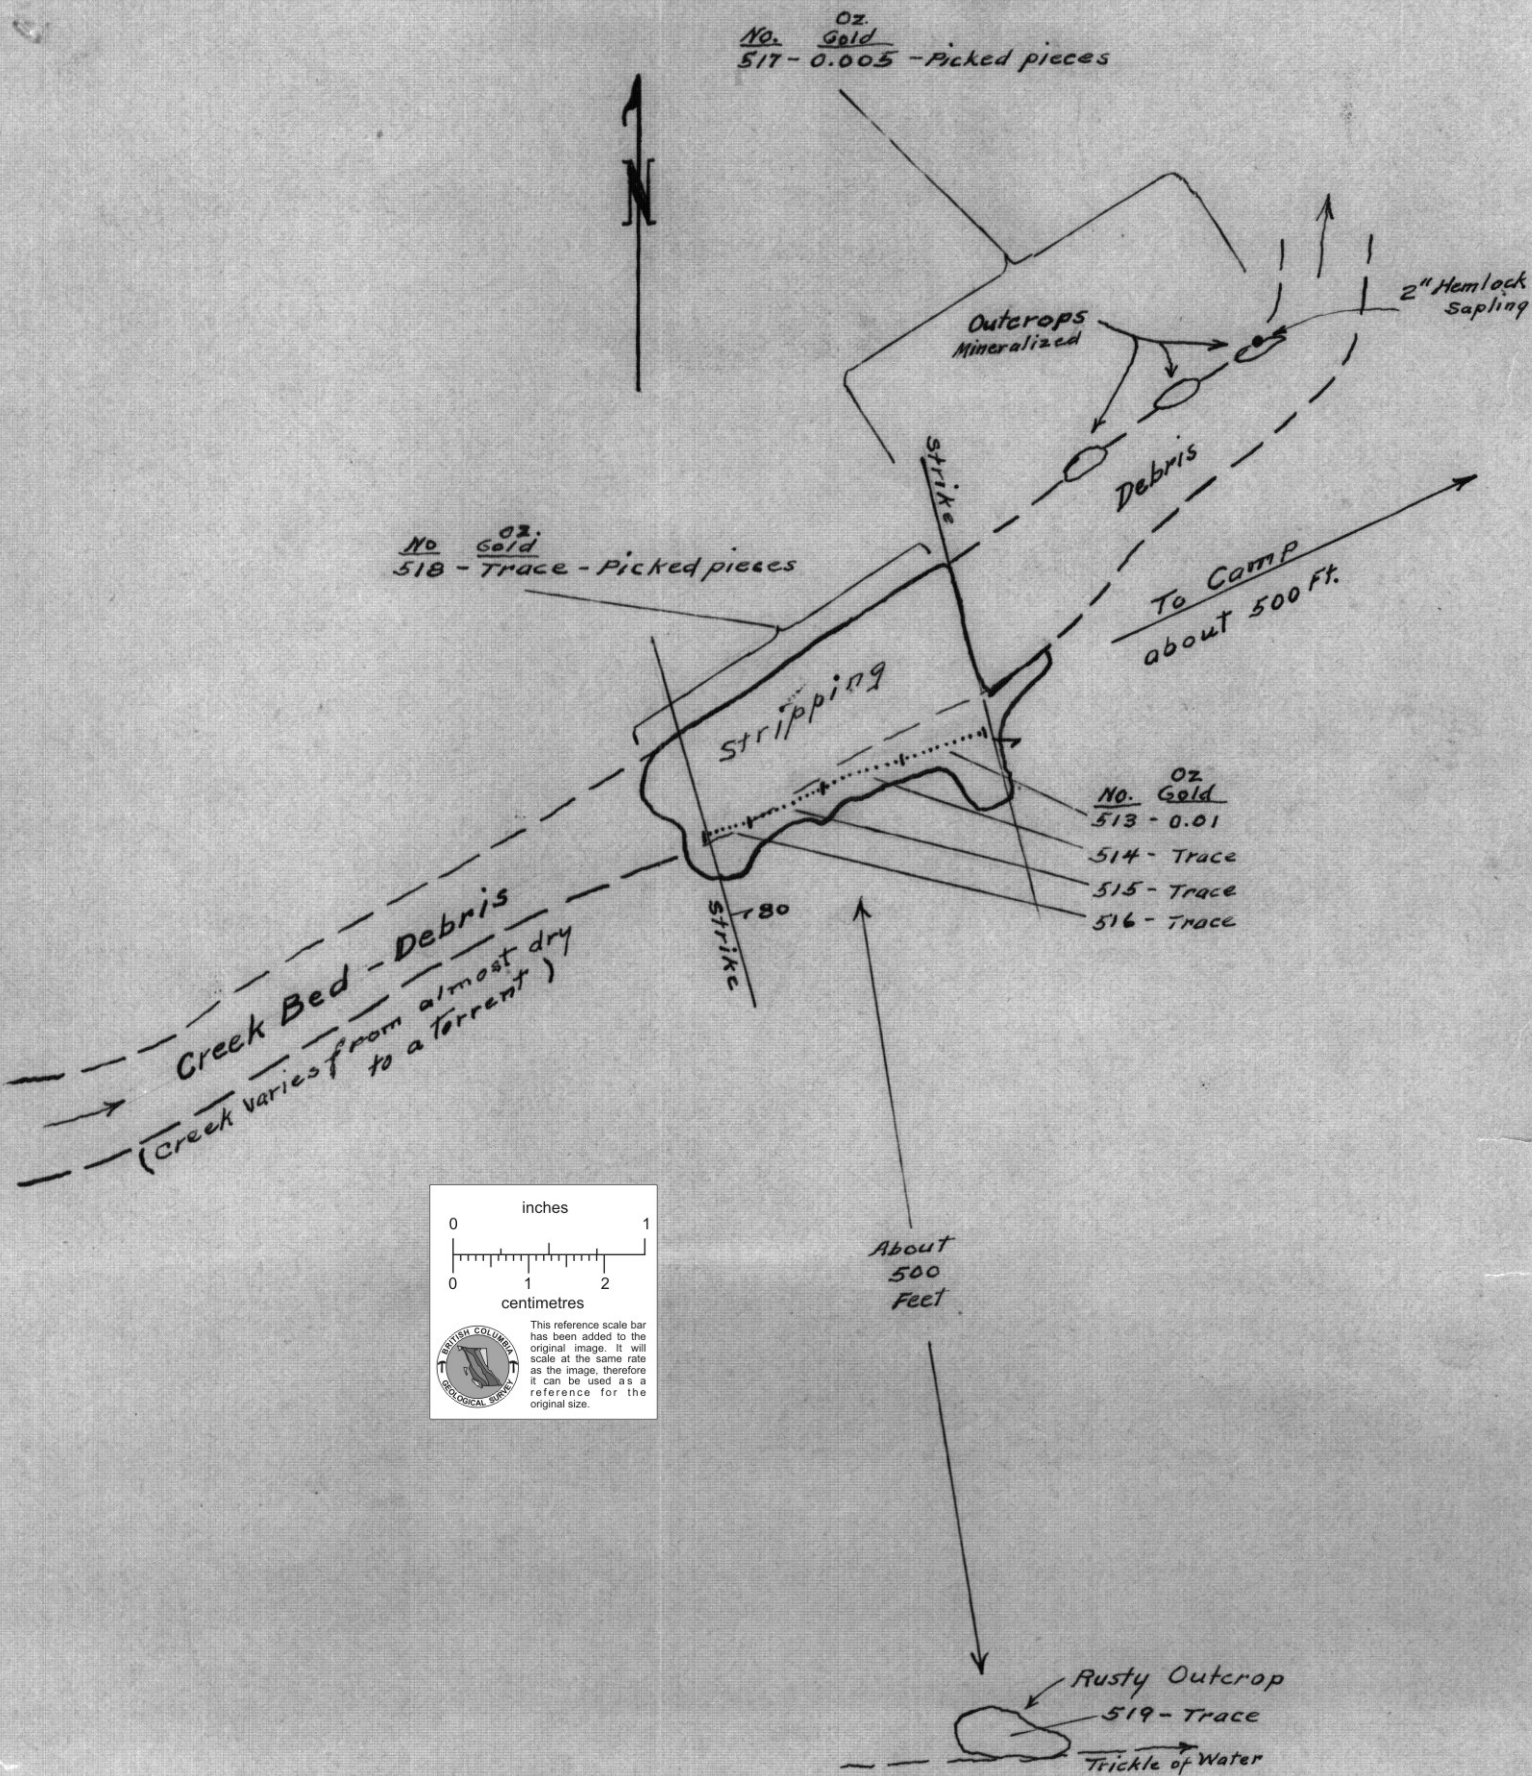 Oz.
No. Gold
517 - 0.005 - Picked pieces
N
2" Hemlock
Sapling
Outcrops
Mineralized
Strike
Debris
Oz.
No Gold
518 - Trace - Picked pieces
To Camp
about 500 Ft.
Stripping
Oz
No. Gold
513 - 0.01
514 - Trace
515 - Trace
516 - Trace
80
Strike
Creek Bed - Debris
(Creek varies from almost dry
to a torrent)
About
500
Feet
inches
0 1
0 1 2
centimetres
This reference scale bar
has been added to the
original image. It will
scale at the same rate
as the image, therefore
it can be used as a
reference for the
original size.
BRITISH COLUMBIA
GEOLOGICAL SURVEY
Rusty Outcrop
519 - Trace
Trickle of Water